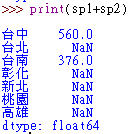 >>> print(sp1+sp2)
台中    560.0
台北      NaN
台南    376.0
彰化      NaN
新北      NaN
桃園      NaN
高雄      NaN
dtype: float64